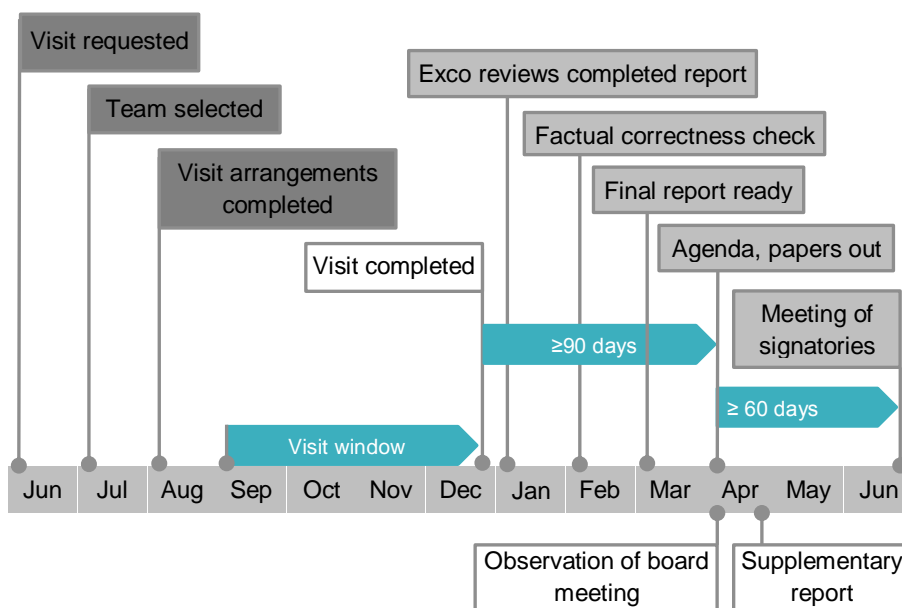 Visit requested
Team selected
Visit arrangements
completed
Visit completed
Exco reviews completed report
Factual correctness check
Final report ready
Agenda, papers out
Meeting of
signatories
≥90 days
≥ 60 days
Visit window
Jun Jul Aug Sep Oct Nov Dec Jan Feb Mar Apr May Jun
Observation of board
meeting
Supplementary
report